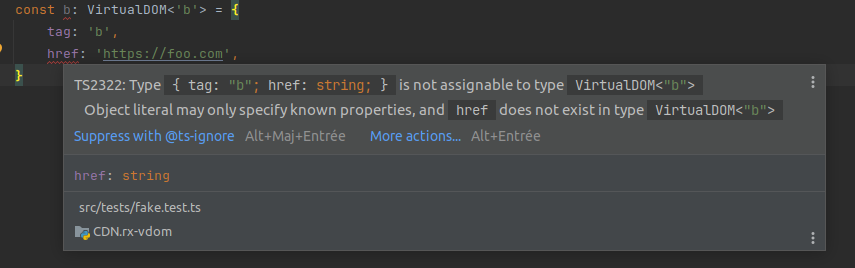 const b: VirtualDOM<'b'> = {
tag: 'b',
href: 'https://foo.com',
}
TS2322: Type { tag: "b"; href: string; } is not assignable to type VirtualDOM<"b">
Object literal may only specify known properties, and href does not exist in type VirtualDOM<"b">
Suppress with @ts-ignore Alt+Maj+Entrée More actions... Alt+Entrée
href: string
src/tests/fake.test.ts
CDN.rx-vdom